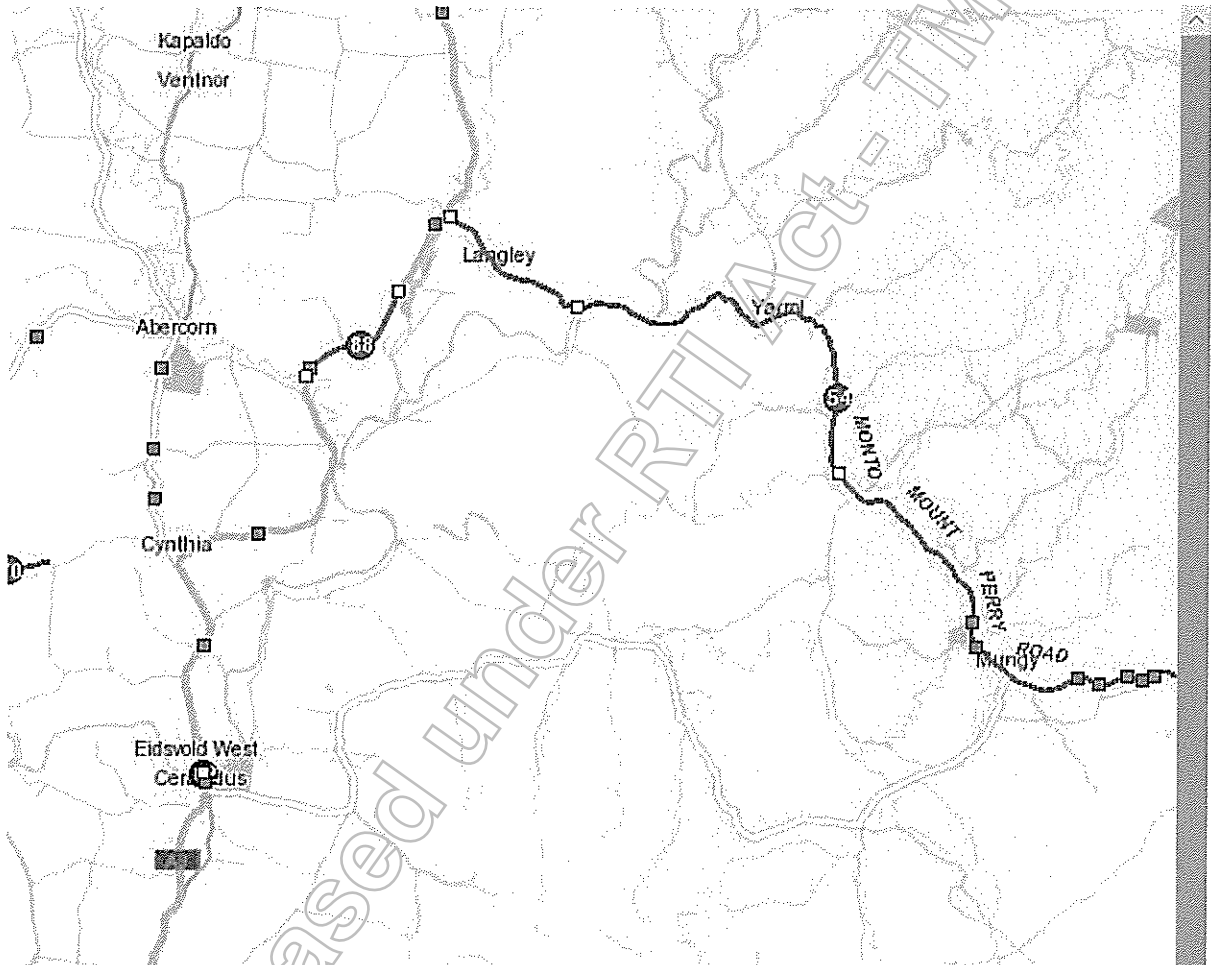 Kapaldo
Ventnor
Langley
Yarrol
Abercorn
68
54
MONTO
MOUNT
PERRY
ROAD
Cynthia
Mungy
Eidsvold West
Released under RTI Act - TM